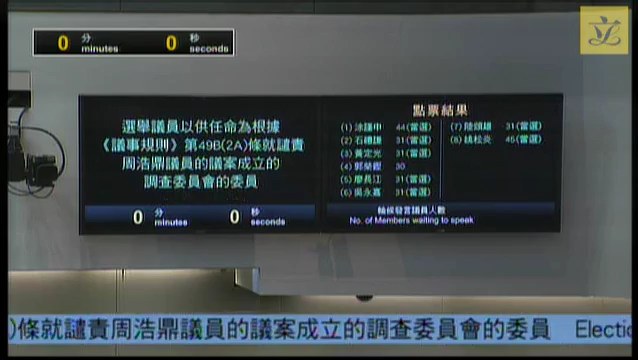 0 分 minutes 0 秒 seconds
立
選舉議員以供任命為根據
《議事規則》第49B(2A)條就譴責
周浩鼎議員的議案成立的
調查委員會的委員
0 分 minutes 0 秒 seconds
點票結果
(1) 涂謹申 44(當選)
(2) 石禮謙 31(當選)
(3) 黃定光 31(當選)
(4) 郭榮鏗 30
(5) 廖長江 31(當選)
(6) 吳永嘉 31(當選)
(7) 陸頌雄 31(當選)
(8) 姚松炎 45(當選)
輪候發言議員人數
No. of Members waiting to speak
)條就譴責周浩鼎議員的議案成立的調查委員會的委員 Electio